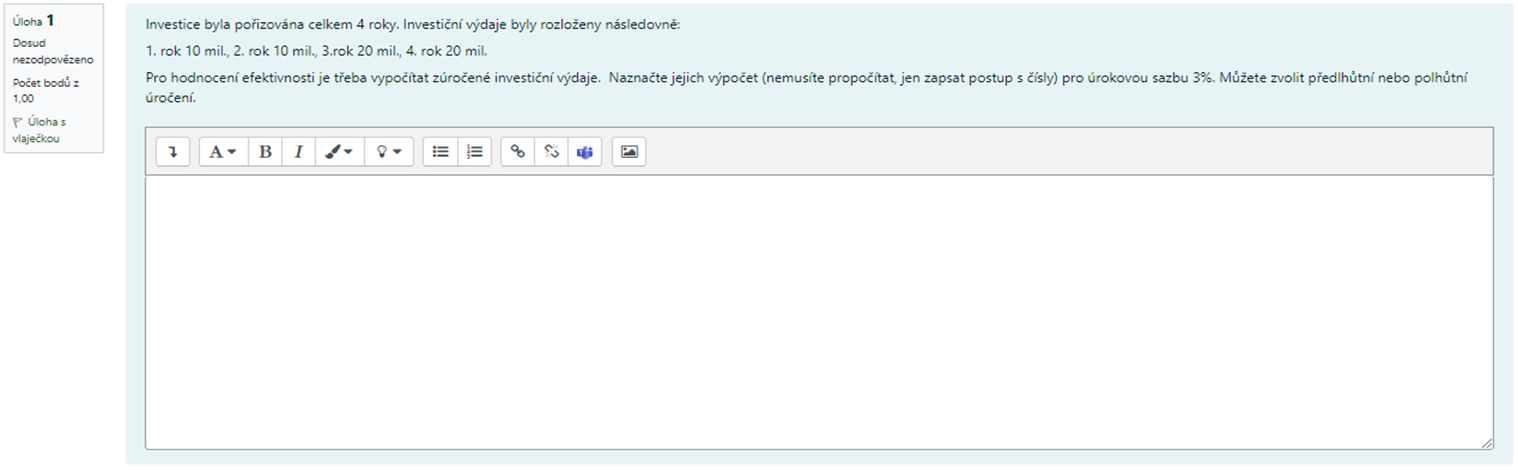 Úloha 1
Dosud
nezodpovězeno
Počet bodů z
1,00
Úloha s
vlaječkou
Investice byla pořizována celkem 4 roky. Investiční výdaje byly rozloženy následovně:
1. rok 10 mil., 2. rok 10 mil., 3.rok 20 mil., 4. rok 20 mil.
Pro hodnocení efektivnosti je třeba vypočítat zúročené investiční výdaje. Naznačte jejich výpočet (nemusíte propočítat, jen zapsat postup s čísly) pro úrokovou sazbu 3%. Můžete zvolit předlhůtní nebo polhůtní
úročení.
A B I